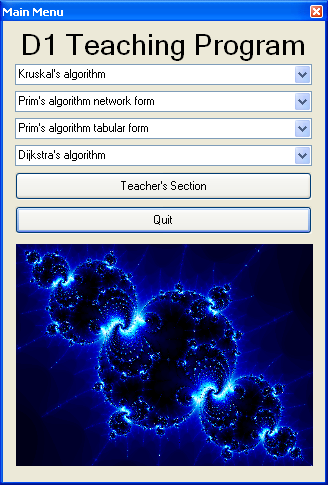 Main Menu
D1 Teaching Program
Kruskal's algorithm
Prim's algorithm network form
Prim's algorithm tabular form
Dijkstra's algorithm
Teacher's Section
Quit